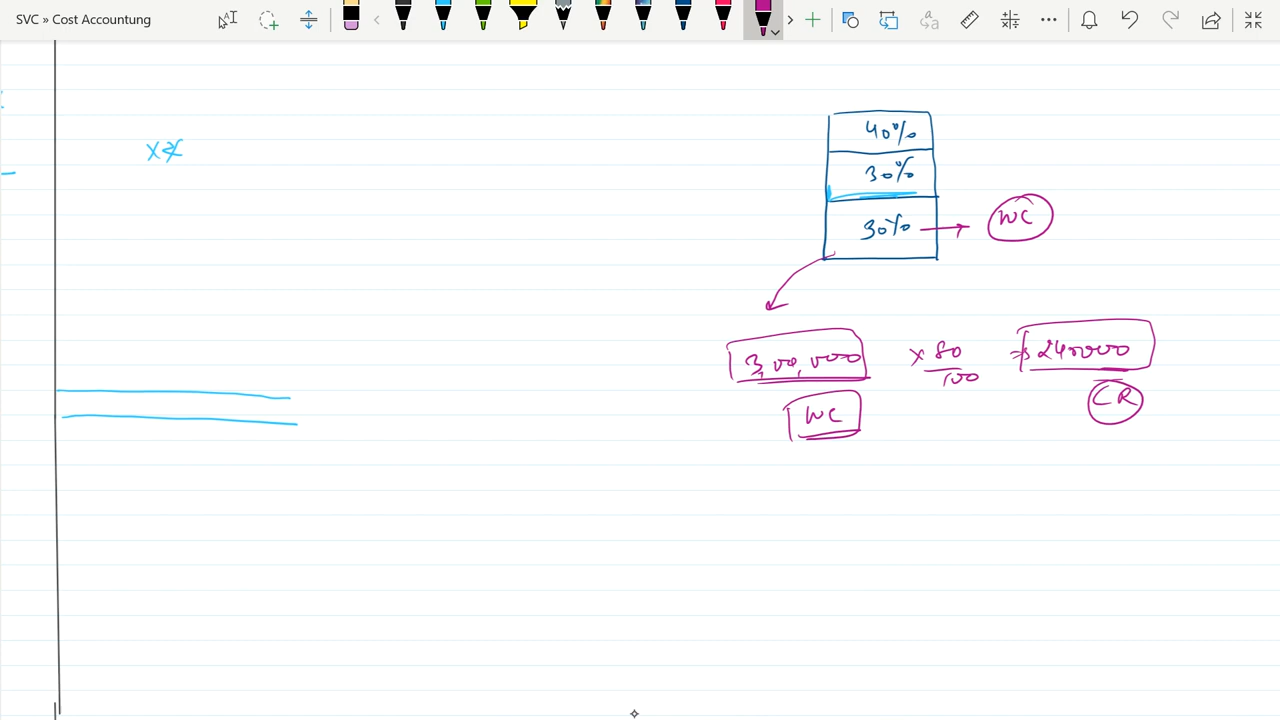 SVC » Cost Accountung
40%
x x
30%
30% → WC
3,00,000 x 80/100 = 240000
WC CR